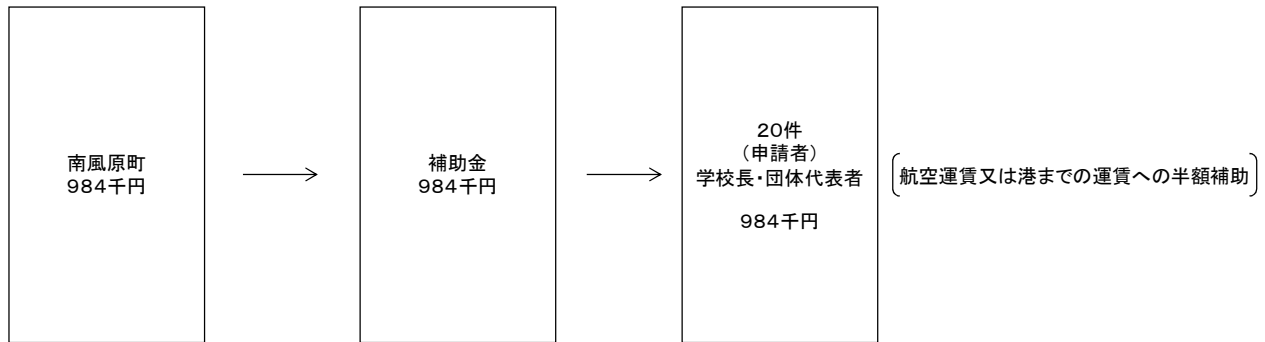 南風原町
984千円
補助金
984千円
20件
（申請者）
学校長・団体代表者
984千円
航空運賃又は港までの運賃への半額補助